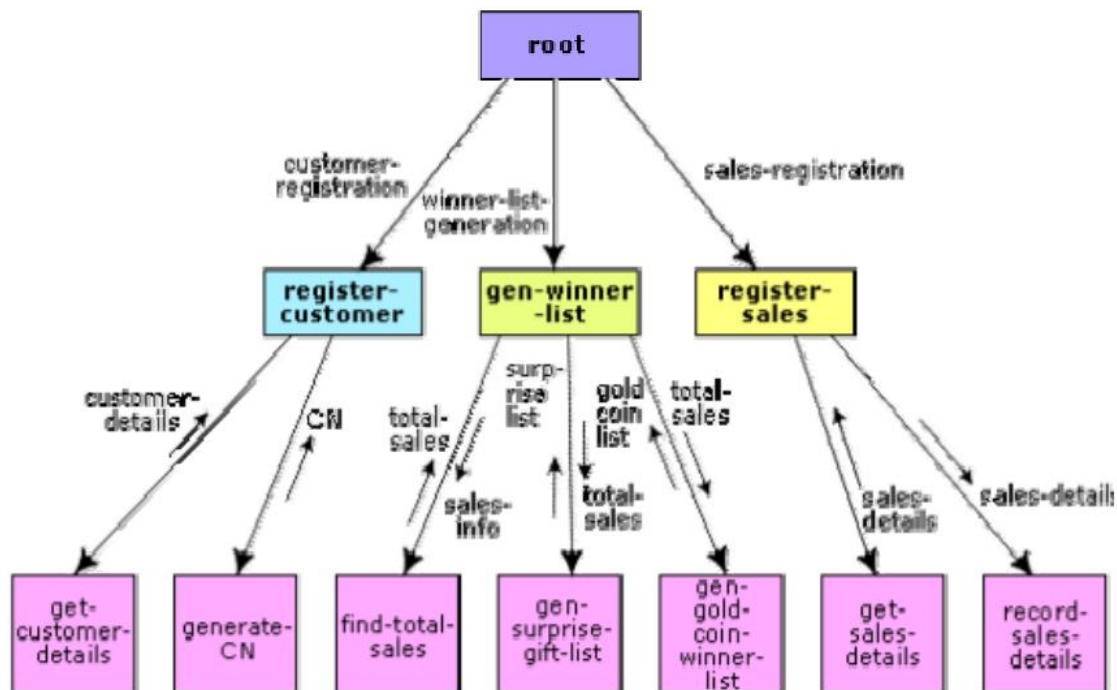 root
customer-
registration
winner-list-
generation
sales-registration
register-
customer
gen-winner
-list
register-
sales
customer-
details
CN
total-
sales
sales-
info
surp-
rise
list
total-
sales
gold
coin
list
total-
sales
sales-
details
sales-detail
get-
customer-
details
generate-
CN
find-total-
sales
gen-
surprise-
gift-list
gen-
gold-
coin-
winner-
list
get-
sales-
details
record-
sales-
details